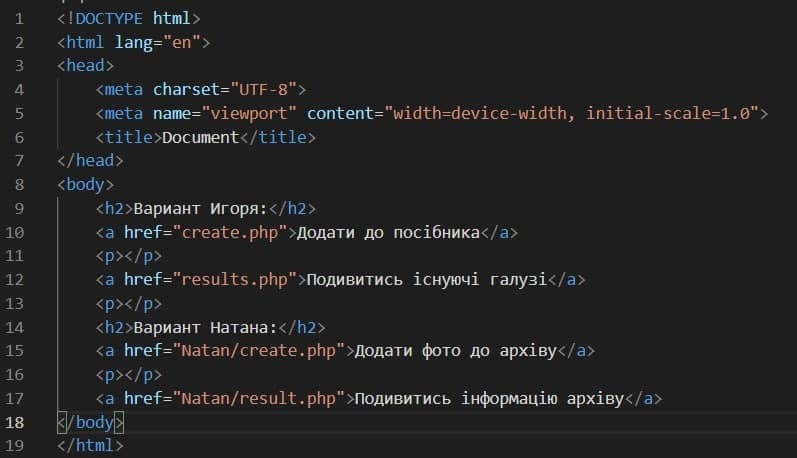 1 <!DOCTYPE html>
2 <html lang="en">
3 <head>
4 <meta charset="UTF-8">
5 <meta name="viewport" content="width=device-width, initial-scale=1.0">
6 <title>Document</title>
7 </head>
8 <body>
9 <h2>Вариант Игоря:</h2>
10 <a href="create.php">Додати до посібника</a>
11 <p></p>
12 <a href="results.php">Подивитись існуючі галузі</a>
13 <p></p>
14 <h2>Вариант Натана:</h2>
15 <a href="Natan/create.php">Додати фото до архіву</a>
16 <p></p>
17 <a href="Natan/result.php">Подивитись інформацію архіву</a>
18 </body>
19 </html>